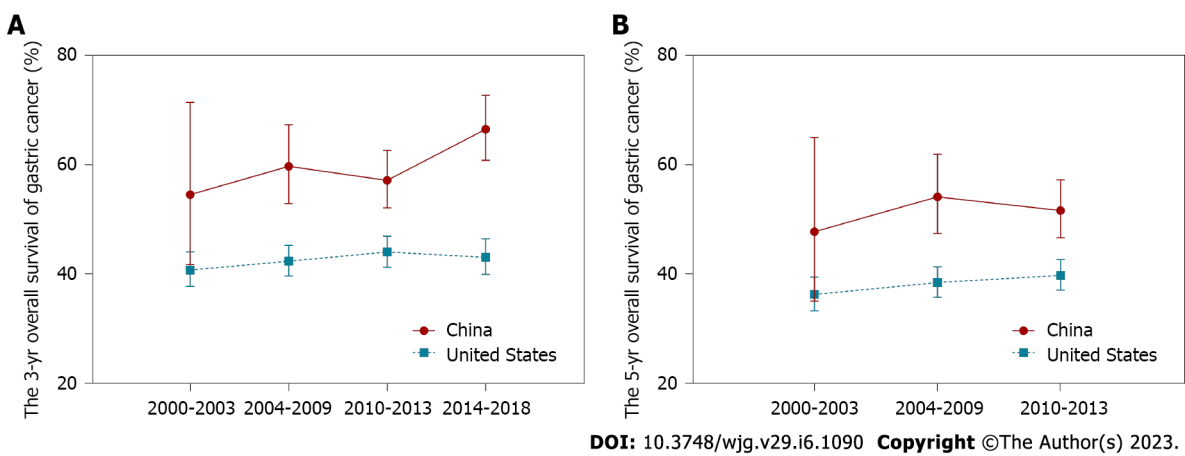 A
The 3-yr overall survival of gastric cancer (%)
80
60
40
20
China
United States
2000-2003 2004-2009 2010-2013 2014-2018
B
The 5-yr overall survival of gastric cancer (%)
80
60
40
20
China
United States
2000-2003 2004-2009 2010-2013
DOI: 10.3748/wjg.v29.i6.1090 Copyright ©The Author(s) 2023.